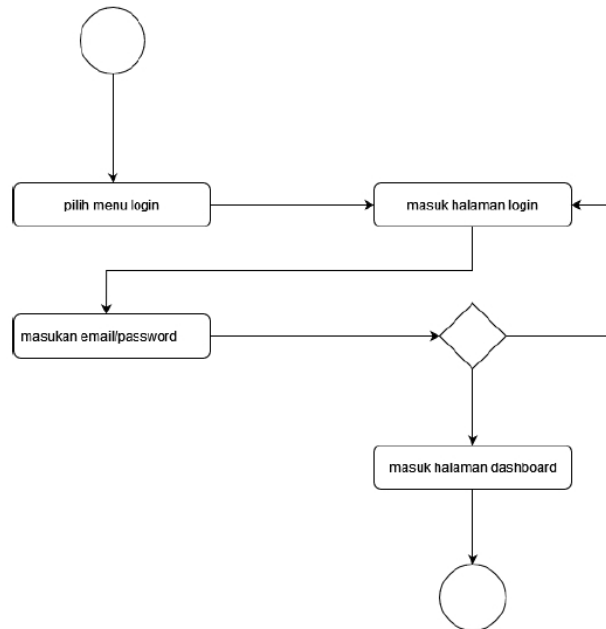 pilih menu login
masuk halaman login
masukan email/password
masuk halaman dashboard